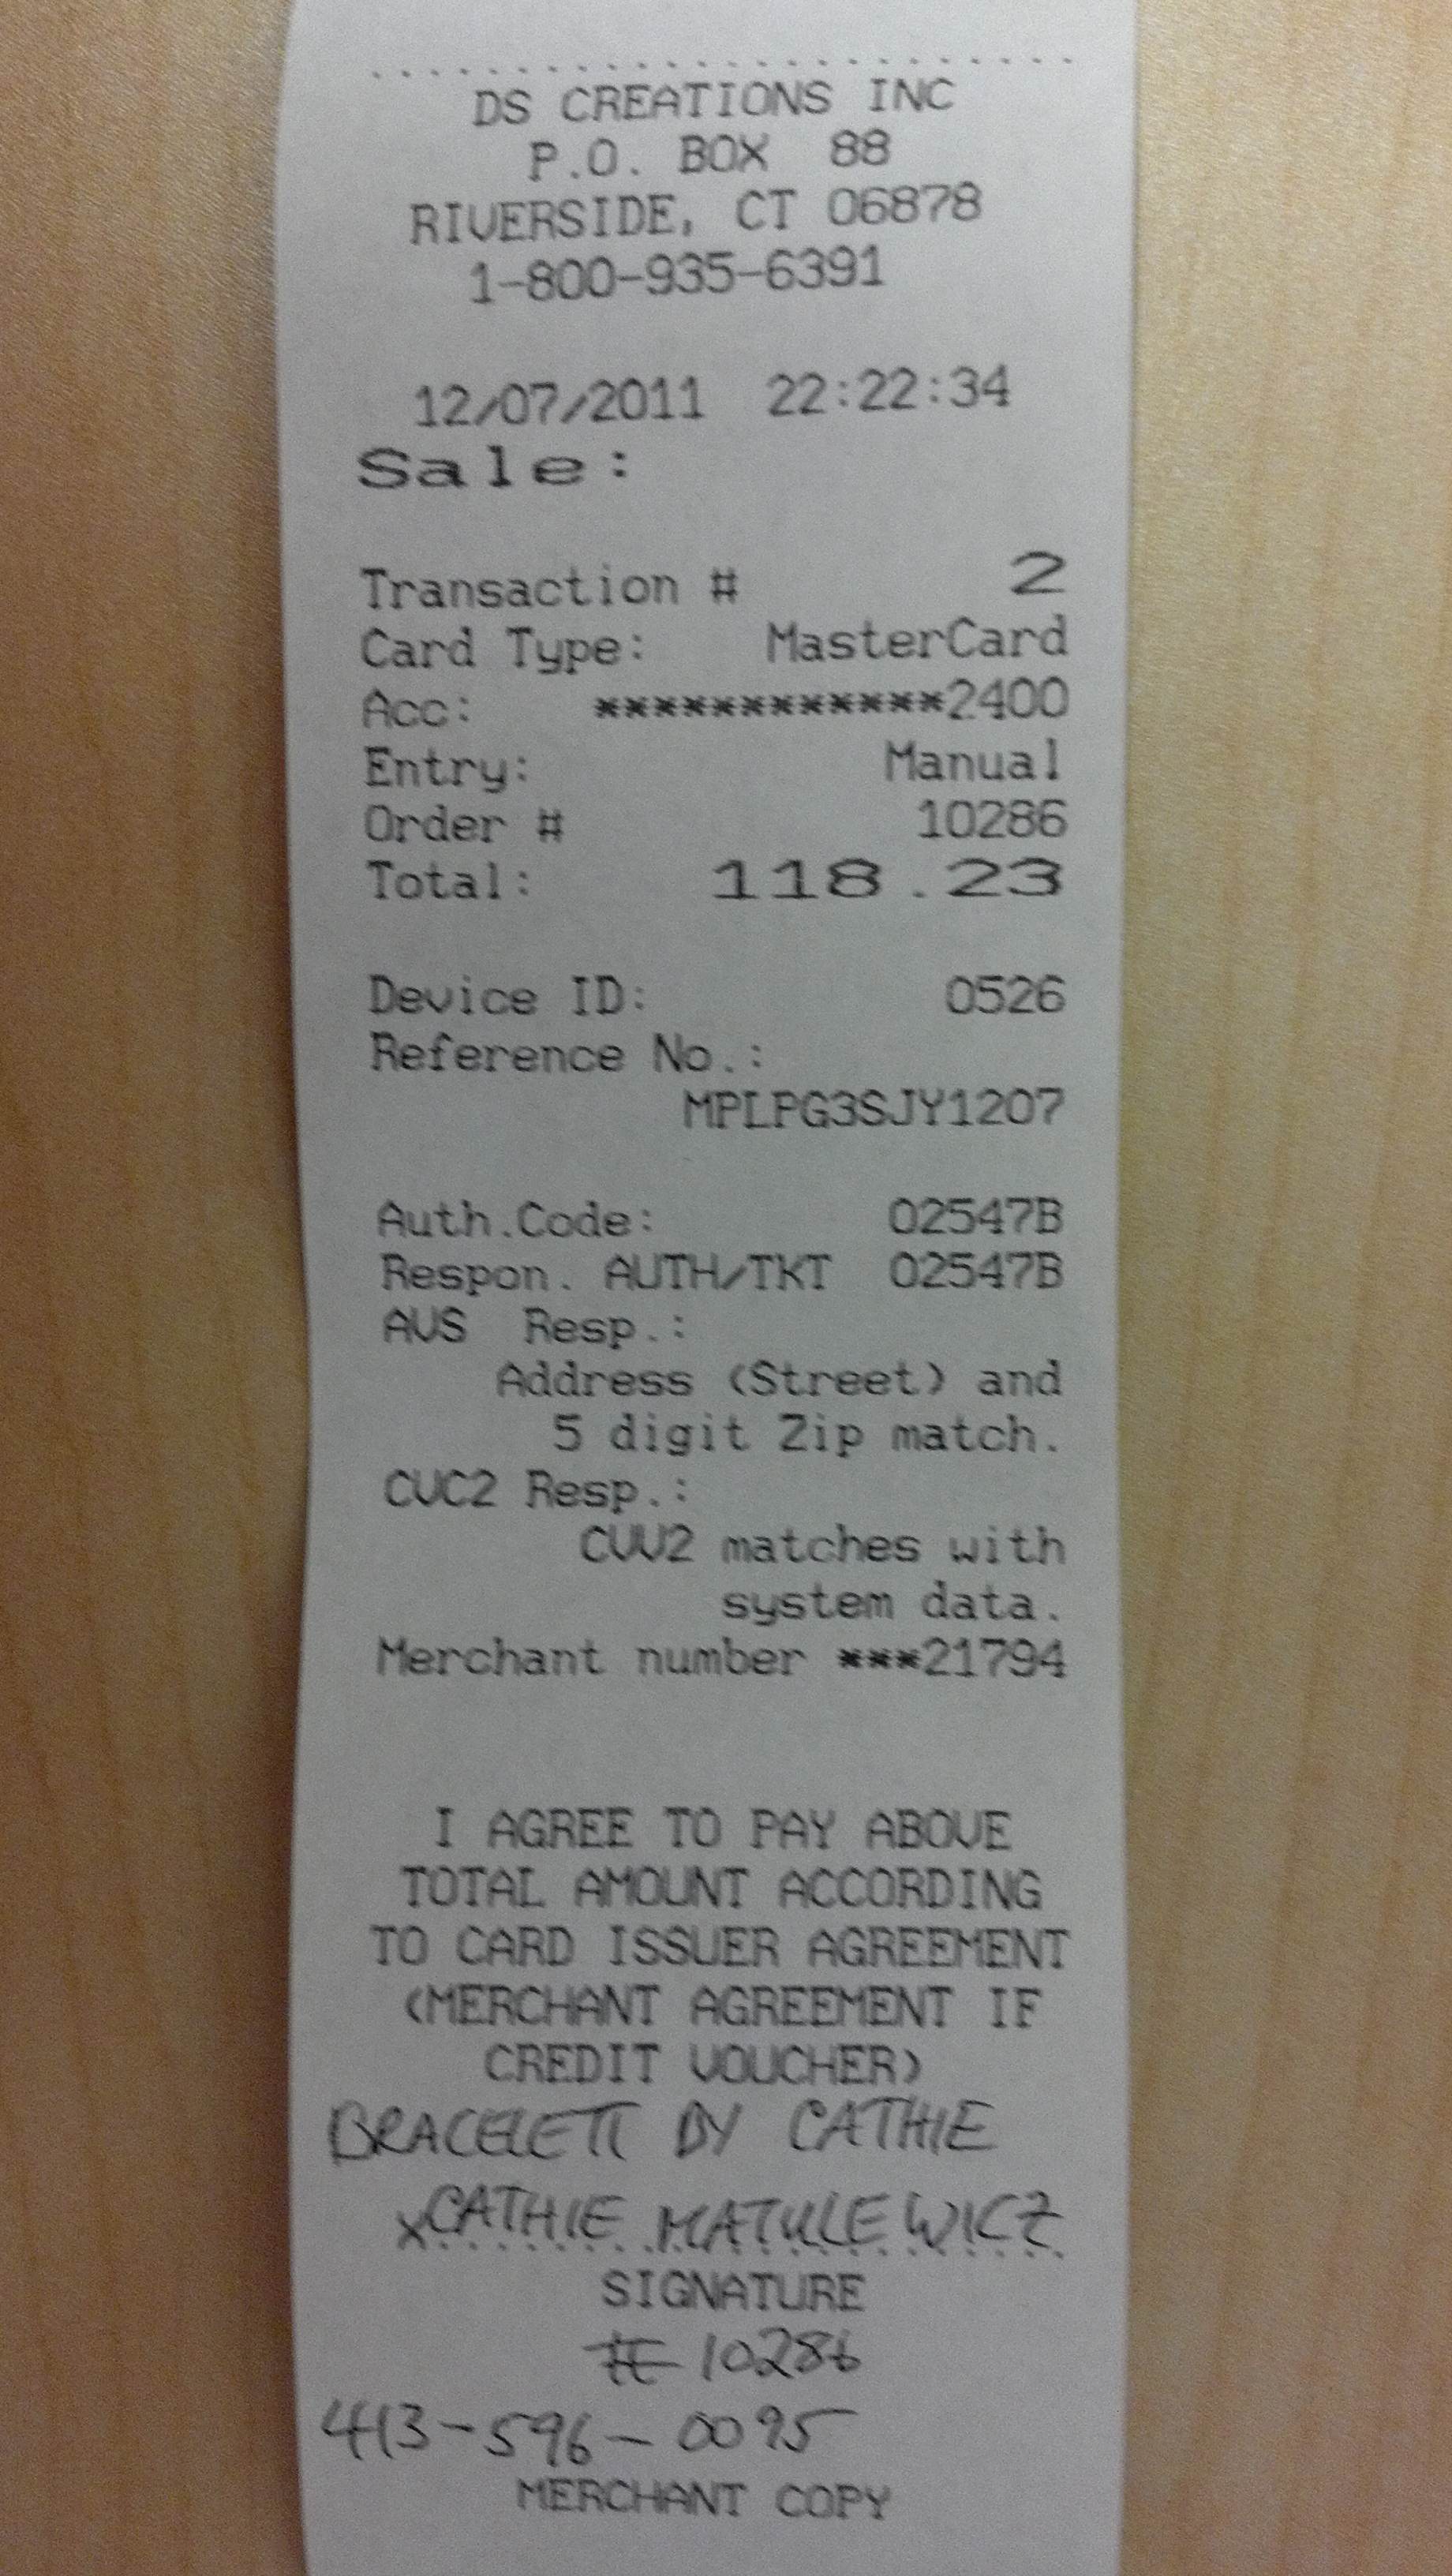 DS CREATIONS INC
P.O. BOX 88
RIVERSIDE, CT 06878
1-800-935-6391
12/07/2011 22:22:34
Sale:
Transaction # 2
Card Type: MasterCard
Acc: ************2400
Entry: Manual
Order # 10286
Total: 118.23
Device ID: 0526
Reference No.:
MPLPG3SJY1207
Auth.Code: 02547B
Respon. AUTH/TKT 02547B
AVS Resp.:
Address (Street) and
5 digit Zip match.
CVC2 Resp.:
CVV2 matches with
system data.
Merchant number ***21794
I AGREE TO PAY ABOVE
TOTAL AMOUNT ACCORDING
TO CARD ISSUER AGREEMENT
(MERCHANT AGREEMENT IF
CREDIT VOUCHER)
BRACELETT BY CATHIE
x CATHIE MATULEWICZ
SIGNATURE
# 10286
413-596-0095
MERCHANT COPY